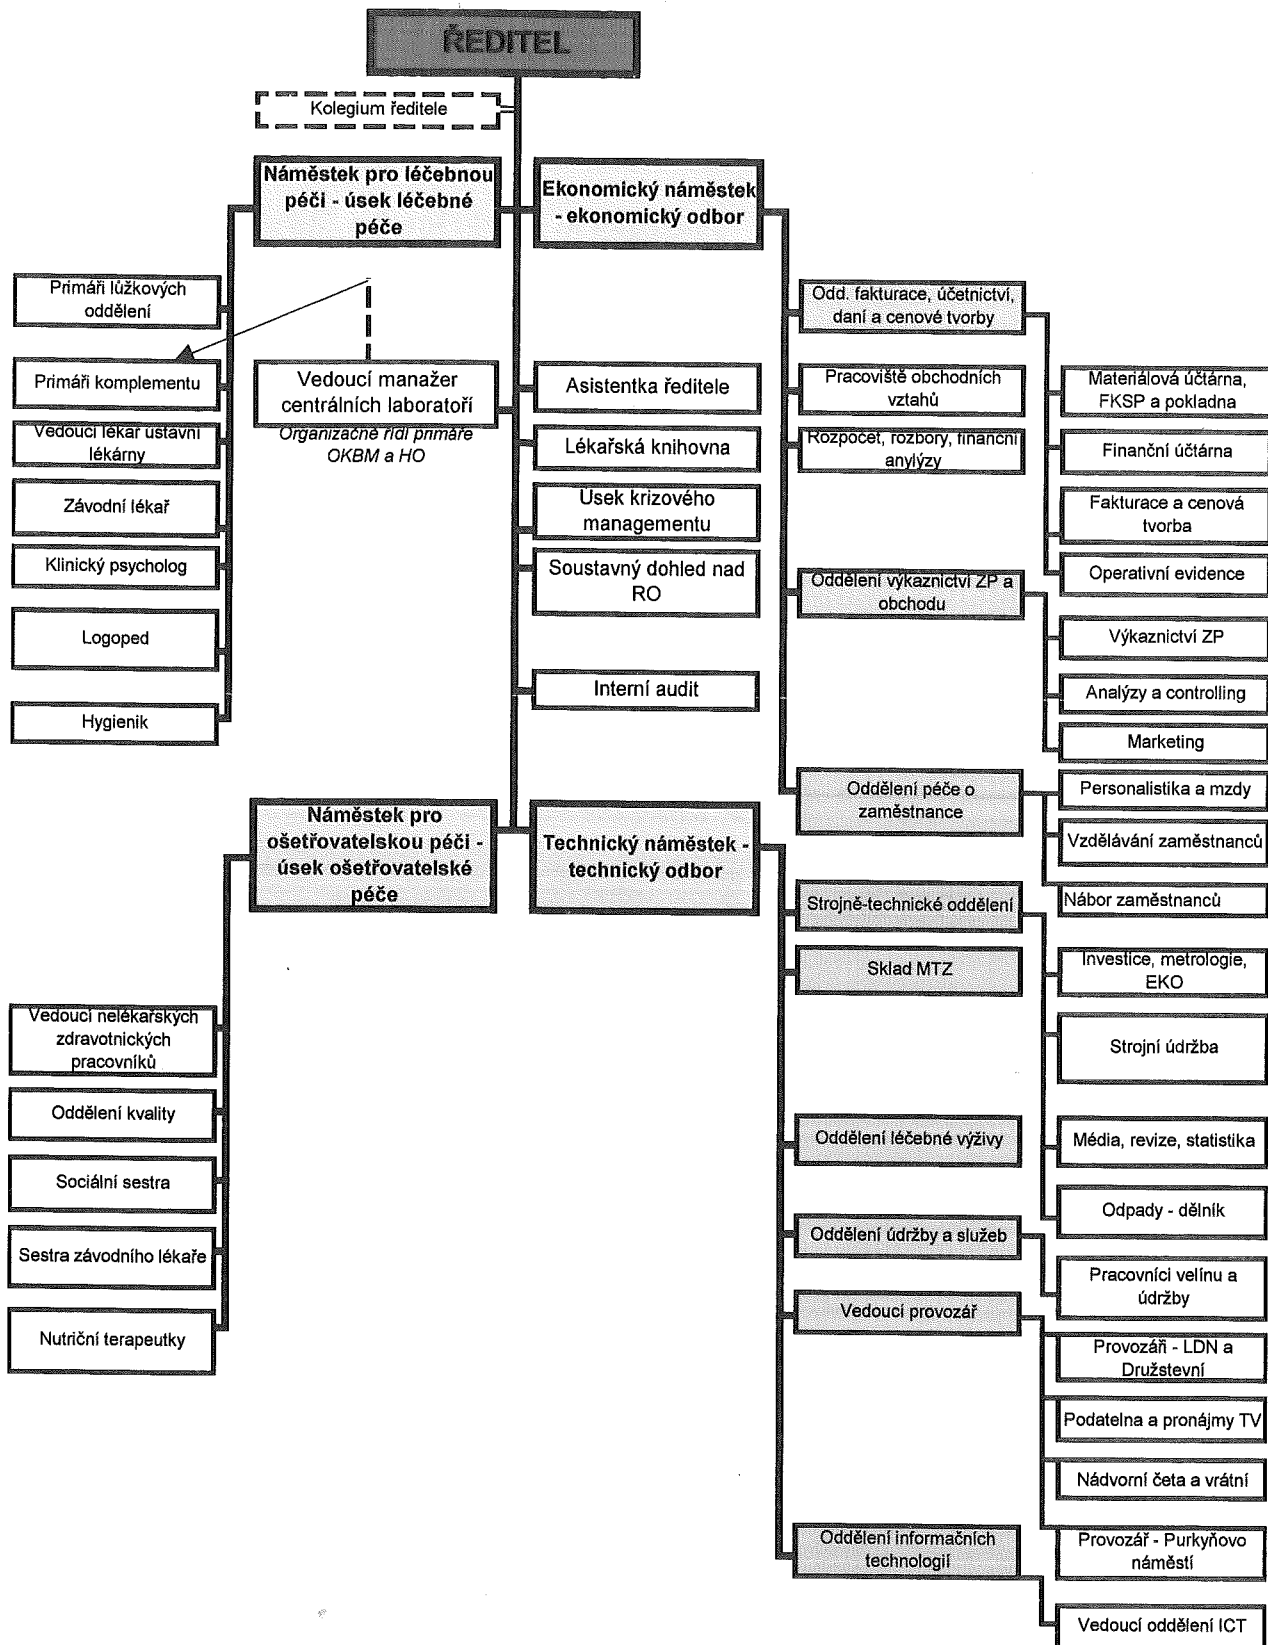 ŘEDITEL
Kolegium ředitele
Náměstek pro léčebnou
péči - úsek léčebné
péče
Ekonomický náměstek
- ekonomický odbor
Primáři lůžkových
oddělení
Primáři komplementu
Vedoucí lékař ústavní
lékárny
Závodní lékař
Klinický psycholog
Logoped
Hygienik
Vedoucí manažer
centrálních laboratoří
Organizačně řídí primáře
OKBM a HO
Asistentka ředitele
Lékařská knihovna
Úsek krizového
managementu
Soustavný dohled nad
RO
Interní audit
Odd. fakturace, účetnictví,
daní a cenové tvorby
Pracoviště obchodních
vztahů
Rozpočet, rozbory, finanční
anylýzy
Oddělení výkaznictví ZP a
obchodu
Oddělení péče o
zaměstnance
Materiálová účtárna,
FKSP a pokladna
Finanční účtárna
Fakturace a cenová
tvorba
Operativní evidence
Výkaznictví ZP
Analýzy a controlling
Marketing
Personalistika a mzdy
Vzdělávání zaměstnanců
Nábor zaměstnanců
Náměstek pro
ošetřovatelskou péči -
úsek ošetřovatelské
péče
Technický náměstek -
technický odbor
Vedoucí nelékařských
zdravotnických
pracovníků
Oddělení kvality
Sociální sestra
Sestra závodního lékaře
Nutriční terapeutky
Strojně-technické oddělení
Sklad MTZ
Oddělení léčebné výživy
Oddělení údržby a služeb
Vedoucí provozář
Oddělení informačních
technologií
Investice, metrologie,
EKO
Strojní údržba
Média, revize, statistika
Odpady - dělník
Pracovníci velínu a
údržby
Provozáři - LDN a
Družstevní
Podatelna a pronájmy TV
Nádvorní četa a vrátní
Provozář - Purkyňovo
náměstí
Vedoucí oddělení ICT